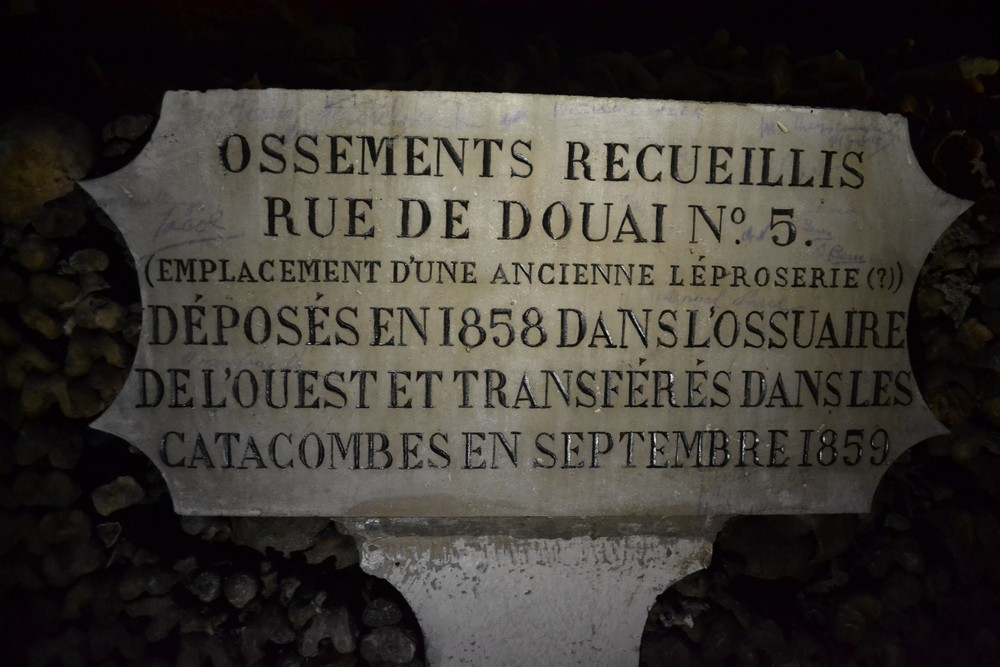 OSSEMENTS RECUEILLIS
RUE DE DOUAI Nº. 5.
(EMPLACEMENT D'UNE ANCIENNE LÉPROSERIE (?))
DÉPOSÉS EN 1858 DANS L'OSSUAIRE
DE L'OUEST ET TRANSFÉRÉS DANS LES
CATACOMBES EN SEPTEMBRE 1859